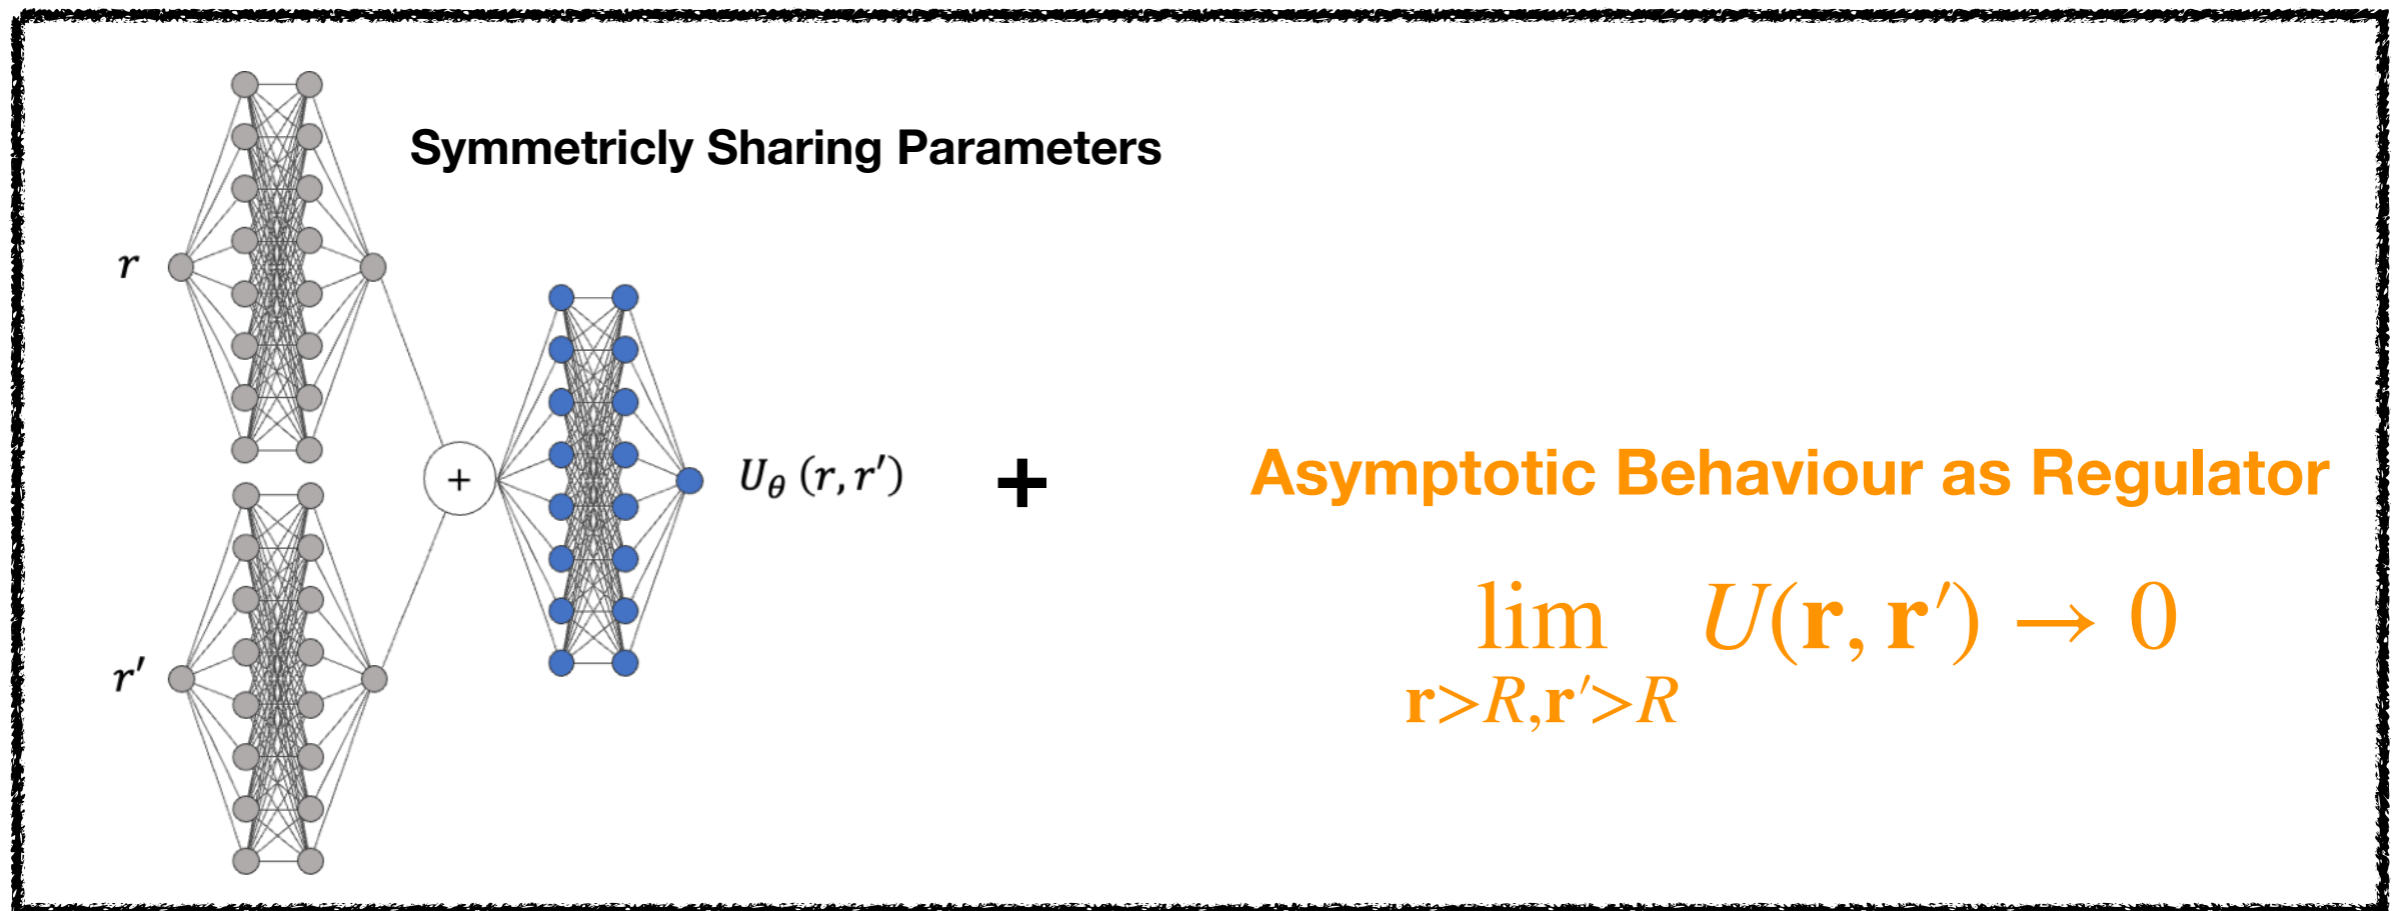 Symmetricly Sharing Parameters
r
r′
+
U_θ (r, r′)
+
Asymptotic Behaviour as Regulator
lim U(r, r′) → 0
r>R,r′>R